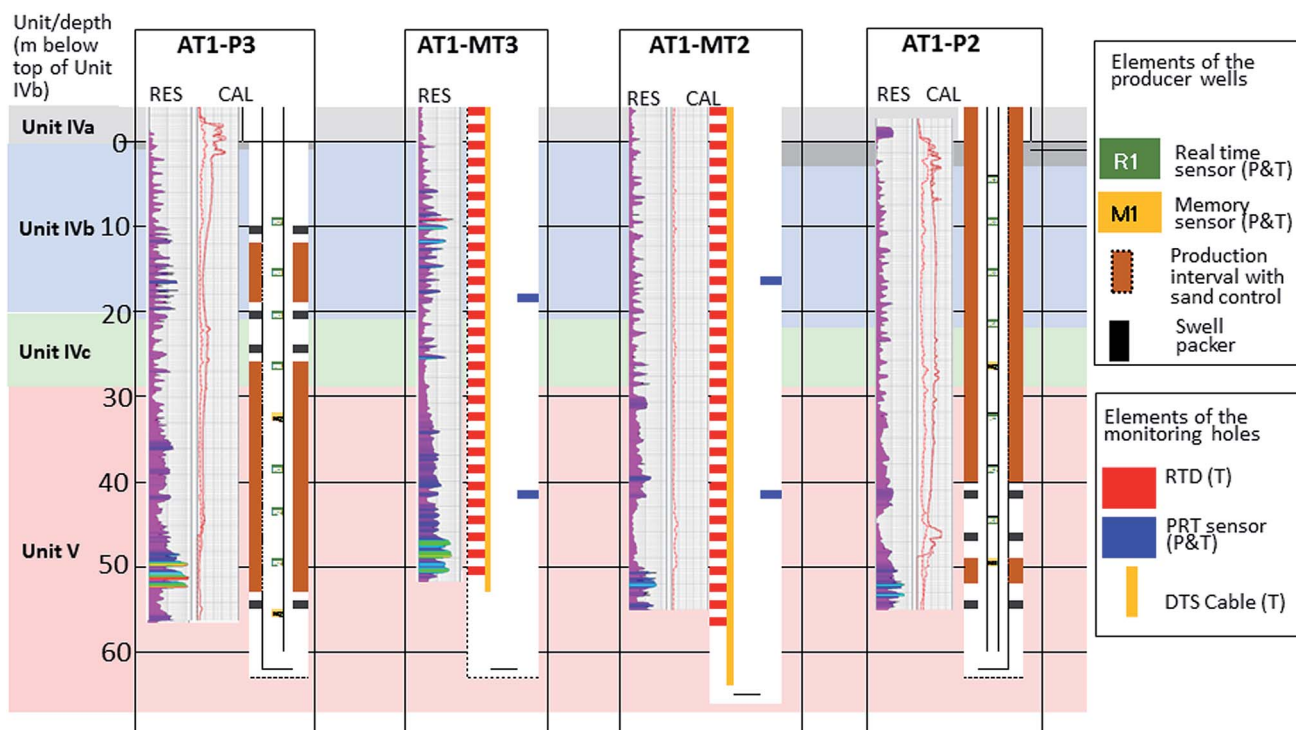 Unit/depth
(m below
top of Unit
IVb)
AT1-P3
AT1-MT3
AT1-MT2
AT1-P2
RES CAL
RES
RES CAL
RES CAL
Unit IVa
0
Unit IVb
10
20
Unit IVc
30
40
Unit V
50
60
Elements of the
producer wells
R1
Real time
sensor (P&T)
M1
Memory
sensor (P&T)
Production
interval with
sand control
Swell
packer
Elements of the
monitoring holes
RTD (T)
PRT sensor
(P&T)
DTS Cable (T)